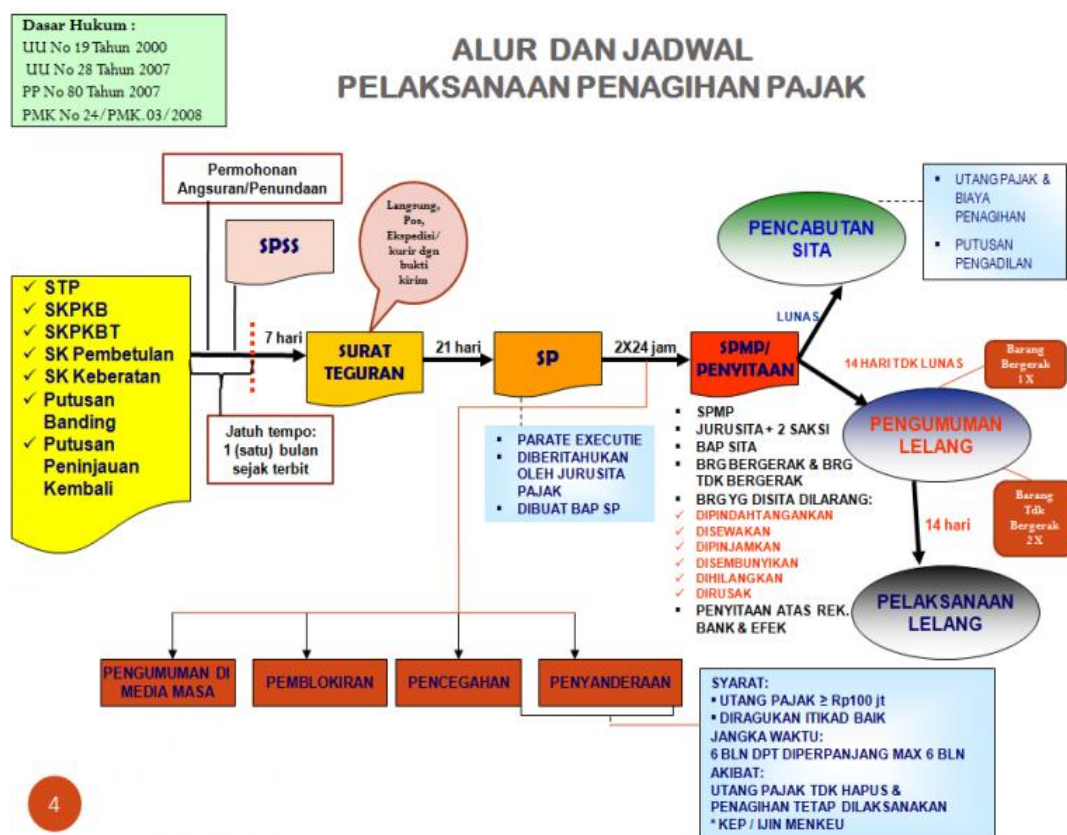 Dasar Hukum :
UU No 19 Tahun 2000
UU No 28 Tahun 2007
PP No 80 Tahun 2007
PMK No 24/PMK. 03/2008
ALUR DAN JADWAL
PELAKSANAAN PENAGIHAN PAJAK
Permohonan
Angsuran/Penundaan
SPSS
Langsung,
Pos,
Ekspedisi/
kurir dgn
bukti
kirim
✓ STP
✓ SKPKB
✓ SKPKBT
✓ SK Pembetulan
✓ SK Keberatan
✓ Putusan
Banding
✓ Putusan
Peninjauan
Kembali
7 hari
Jatuh tempo:
1 (satu) bulan
sejak terbit
SURAT
TEGURAN
21 hari
SP
▪ PARATE EXECUTIE
▪ DIBERITAHUKAN
OLEH JURUSITA
PAJAK
▪ DIBUAT BAP SP
2X24 jam
SPMP/
PENYITAAN
▪ SPMP
▪ JURUSITA + 2 SAKSI
▪ BAP SITA
▪ BRG BERGERAK & BRG
TDK BERGERAK
▪ BRG YG DISITA DILARANG:
✓ DIPINDAHTANGANKAN
✓ DISEWAKAN
✓ DIPINJAMKAN
✓ DISEMBUNYIKAN
✓ DIHILANGKAN
✓ DIRUSAK
▪ PENYITAAN ATAS REK.
BANK & EFEK
LUNAS
PENCABUTAN
SITA
▪ UTANG PAJAK &
BIAYA
PENAGIHAN
▪ PUTUSAN
PENGADILAN
14 HARI TDK LUNAS
Barang
Bergerak
1 X
PENGUMUMAN
LELANG
Barang
Tdk
Bergerak
2 X
14 hari
PELAKSANAAN
LELANG
PENGUMUMAN DI
MEDIA MASA
PEMBLOKIRAN
PENCEGAHAN
PENYANDERAAN
SYARAT:
▪ UTANG PAJAK ≥ Rp100 jt
▪ DIRAGUKAN ITIKAD BAIK
JANGKA WAKTU:
6 BLN DPT DIPERPANJANG MAX 6 BLN
AKIBAT:
UTANG PAJAK TDK HAPUS &
PENAGIHAN TETAP DILAKSANAKAN
* KEP / IJIN MENKEU
4